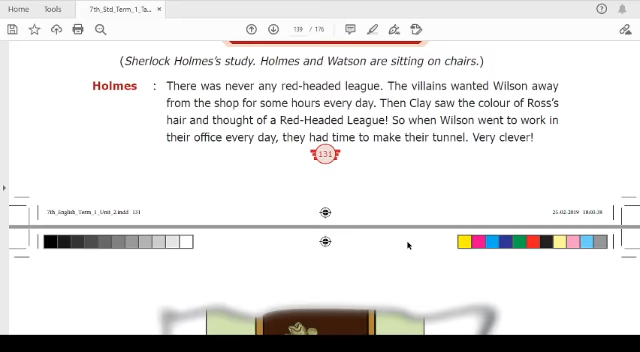 Home Tools 7th_Std_Term_1_Ta... ×
139 / 176
(Sherlock Holmes's study. Holmes and Watson are sitting on chairs.)
Holmes : There was never any red-headed league. The villains wanted Wilson away
from the shop for some hours every day. Then Clay saw the colour of Ross's
hair and thought of a Red-Headed League! So when Wilson went to work in
their office every day, they had time to make their tunnel. Very clever!
131
7th_English_Term_1_Unit_2.indd 131 25-02-2019 18:03:39